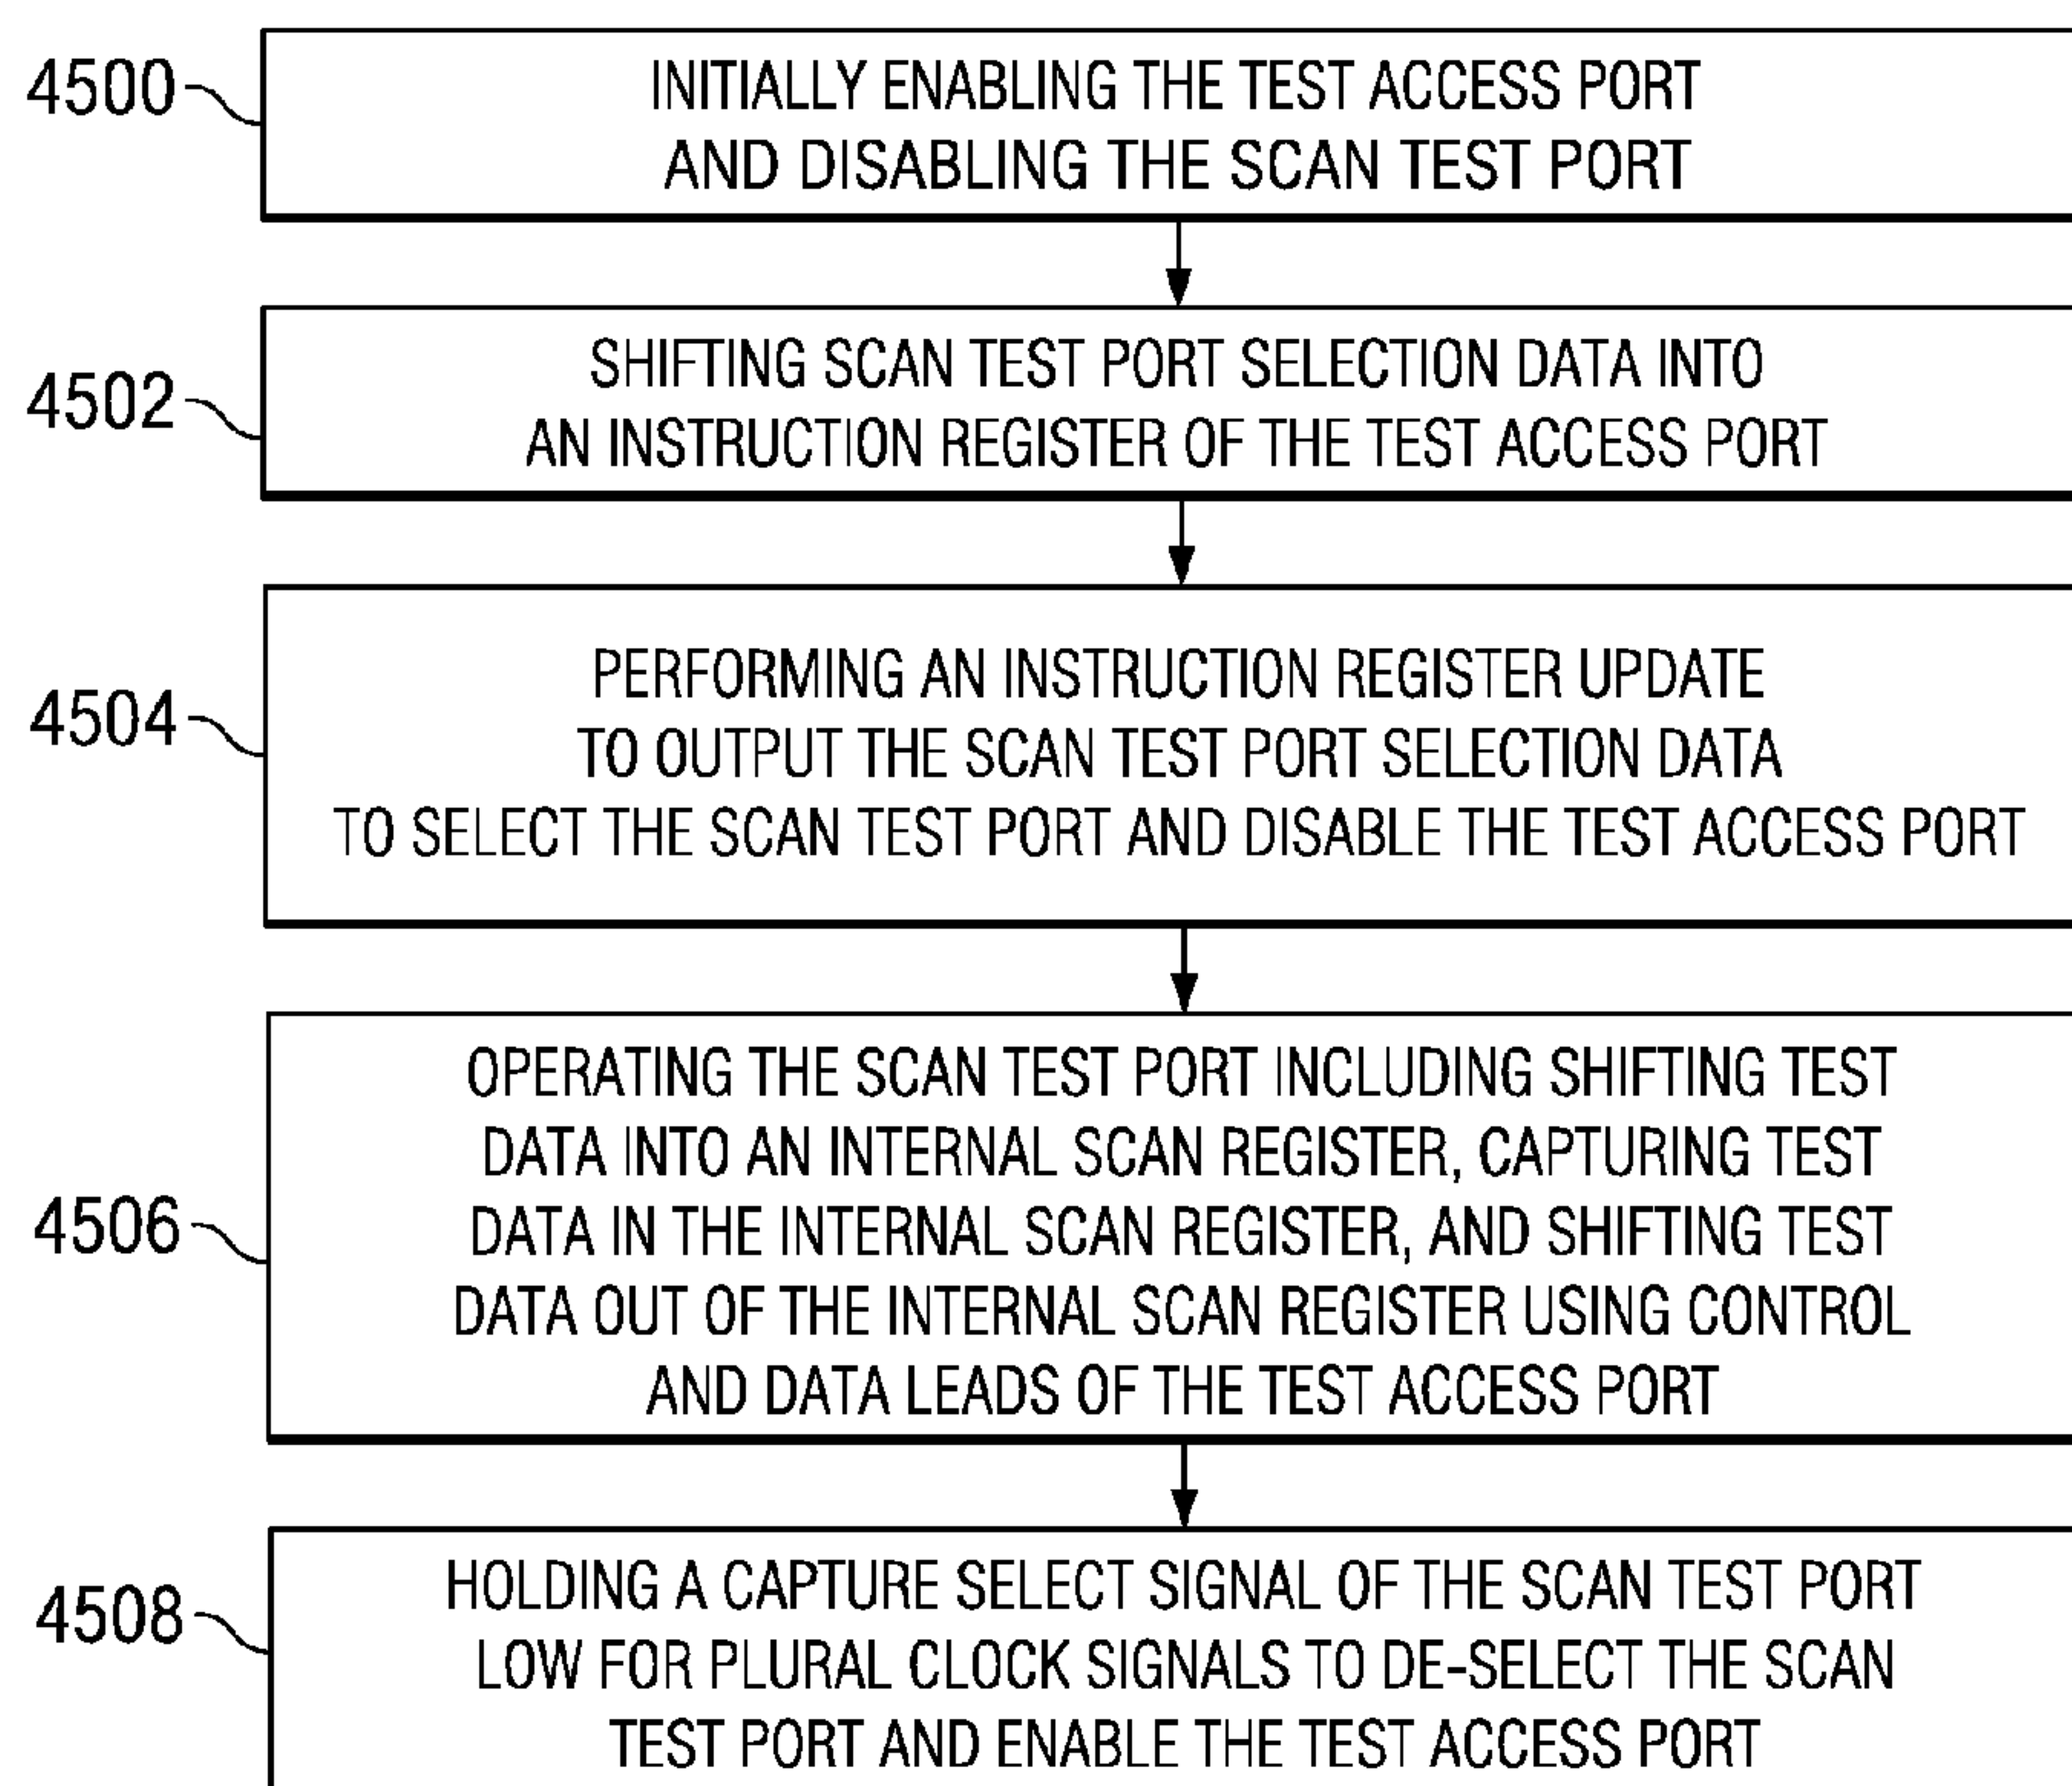 4500
INITIALLY ENABLING THE TEST ACCESS PORT
AND DISABLING THE SCAN TEST PORT
4502
SHIFTING SCAN TEST PORT SELECTION DATA INTO
AN INSTRUCTION REGISTER OF THE TEST ACCESS PORT
4504
PERFORMING AN INSTRUCTION REGISTER UPDATE
TO OUTPUT THE SCAN TEST PORT SELECTION DATA
TO SELECT THE SCAN TEST PORT AND DISABLE THE TEST ACCESS PORT
4506
OPERATING THE SCAN TEST PORT INCLUDING SHIFTING TEST
DATA INTO AN INTERNAL SCAN REGISTER, CAPTURING TEST
DATA IN THE INTERNAL SCAN REGISTER, AND SHIFTING TEST
DATA OUT OF THE INTERNAL SCAN REGISTER USING CONTROL
AND DATA LEADS OF THE TEST ACCESS PORT
4508
HOLDING A CAPTURE SELECT SIGNAL OF THE SCAN TEST PORT
LOW FOR PLURAL CLOCK SIGNALS TO DE-SELECT THE SCAN
TEST PORT AND ENABLE THE TEST ACCESS PORT